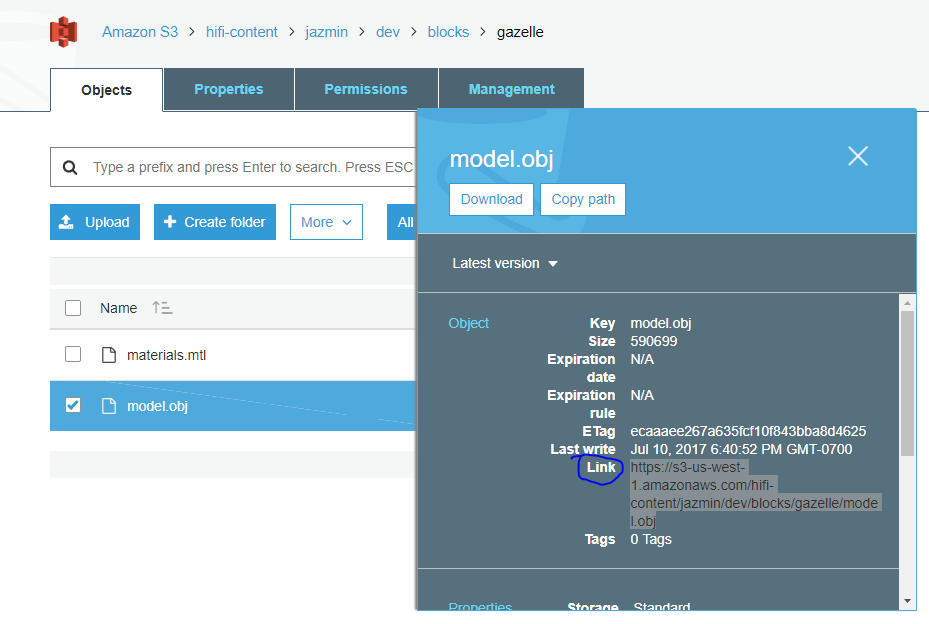 Amazon S3 > hifi-content > jazmin > dev > blocks > gazelle
Objects Properties Permissions Management
Type a prefix and press Enter to search. Press ESC
Upload Create folder More All
Name
materials.mtl
model.obj
model.obj
Download Copy path
Latest version
Object
Key model.obj
Size 590699
Expiration N/A
date
Expiration N/A
rule
ETag ecaaaee267a635fcf10f843bba8d4625
Last write Jul 10, 2017 6:40:52 PM GMT-0700
Link https://s3-us-west-
1.amazonaws.com/hifi-
content/jazmin/dev/blocks/gazelle/mode
l.obj
Tags 0 Tags
Properties Storage Standard